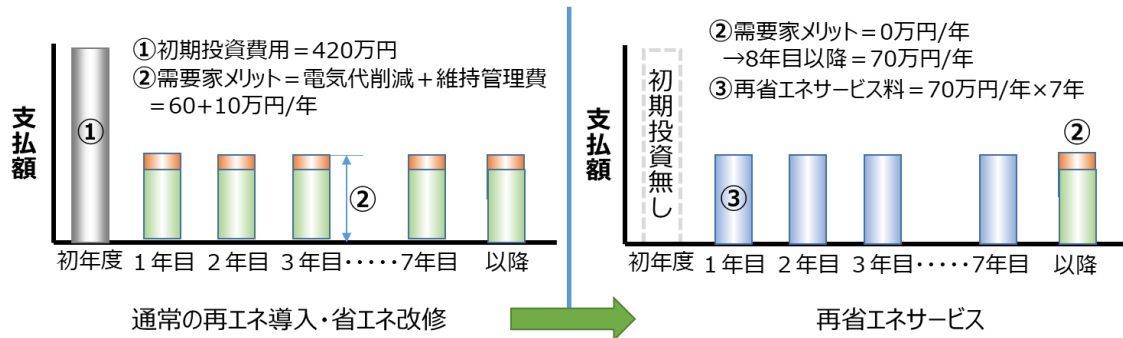 ①初期投資費用＝420万円
②需要家メリット＝電気代削減＋維持管理費
＝60+10万円/年
支払額
①
②
初年度 1年目 2年目 3年目‥‥‥7年目 以降
通常の再エネ導入・省エネ改修
②需要家メリット＝0万円/年
→8年目以降＝70万円/年
③再省エネサービス料＝70万円/年×7年
支払額
初期投資無し
③
②
初年度 1年目 2年目 3年目‥‥‥7年目 以降
再省エネサービス